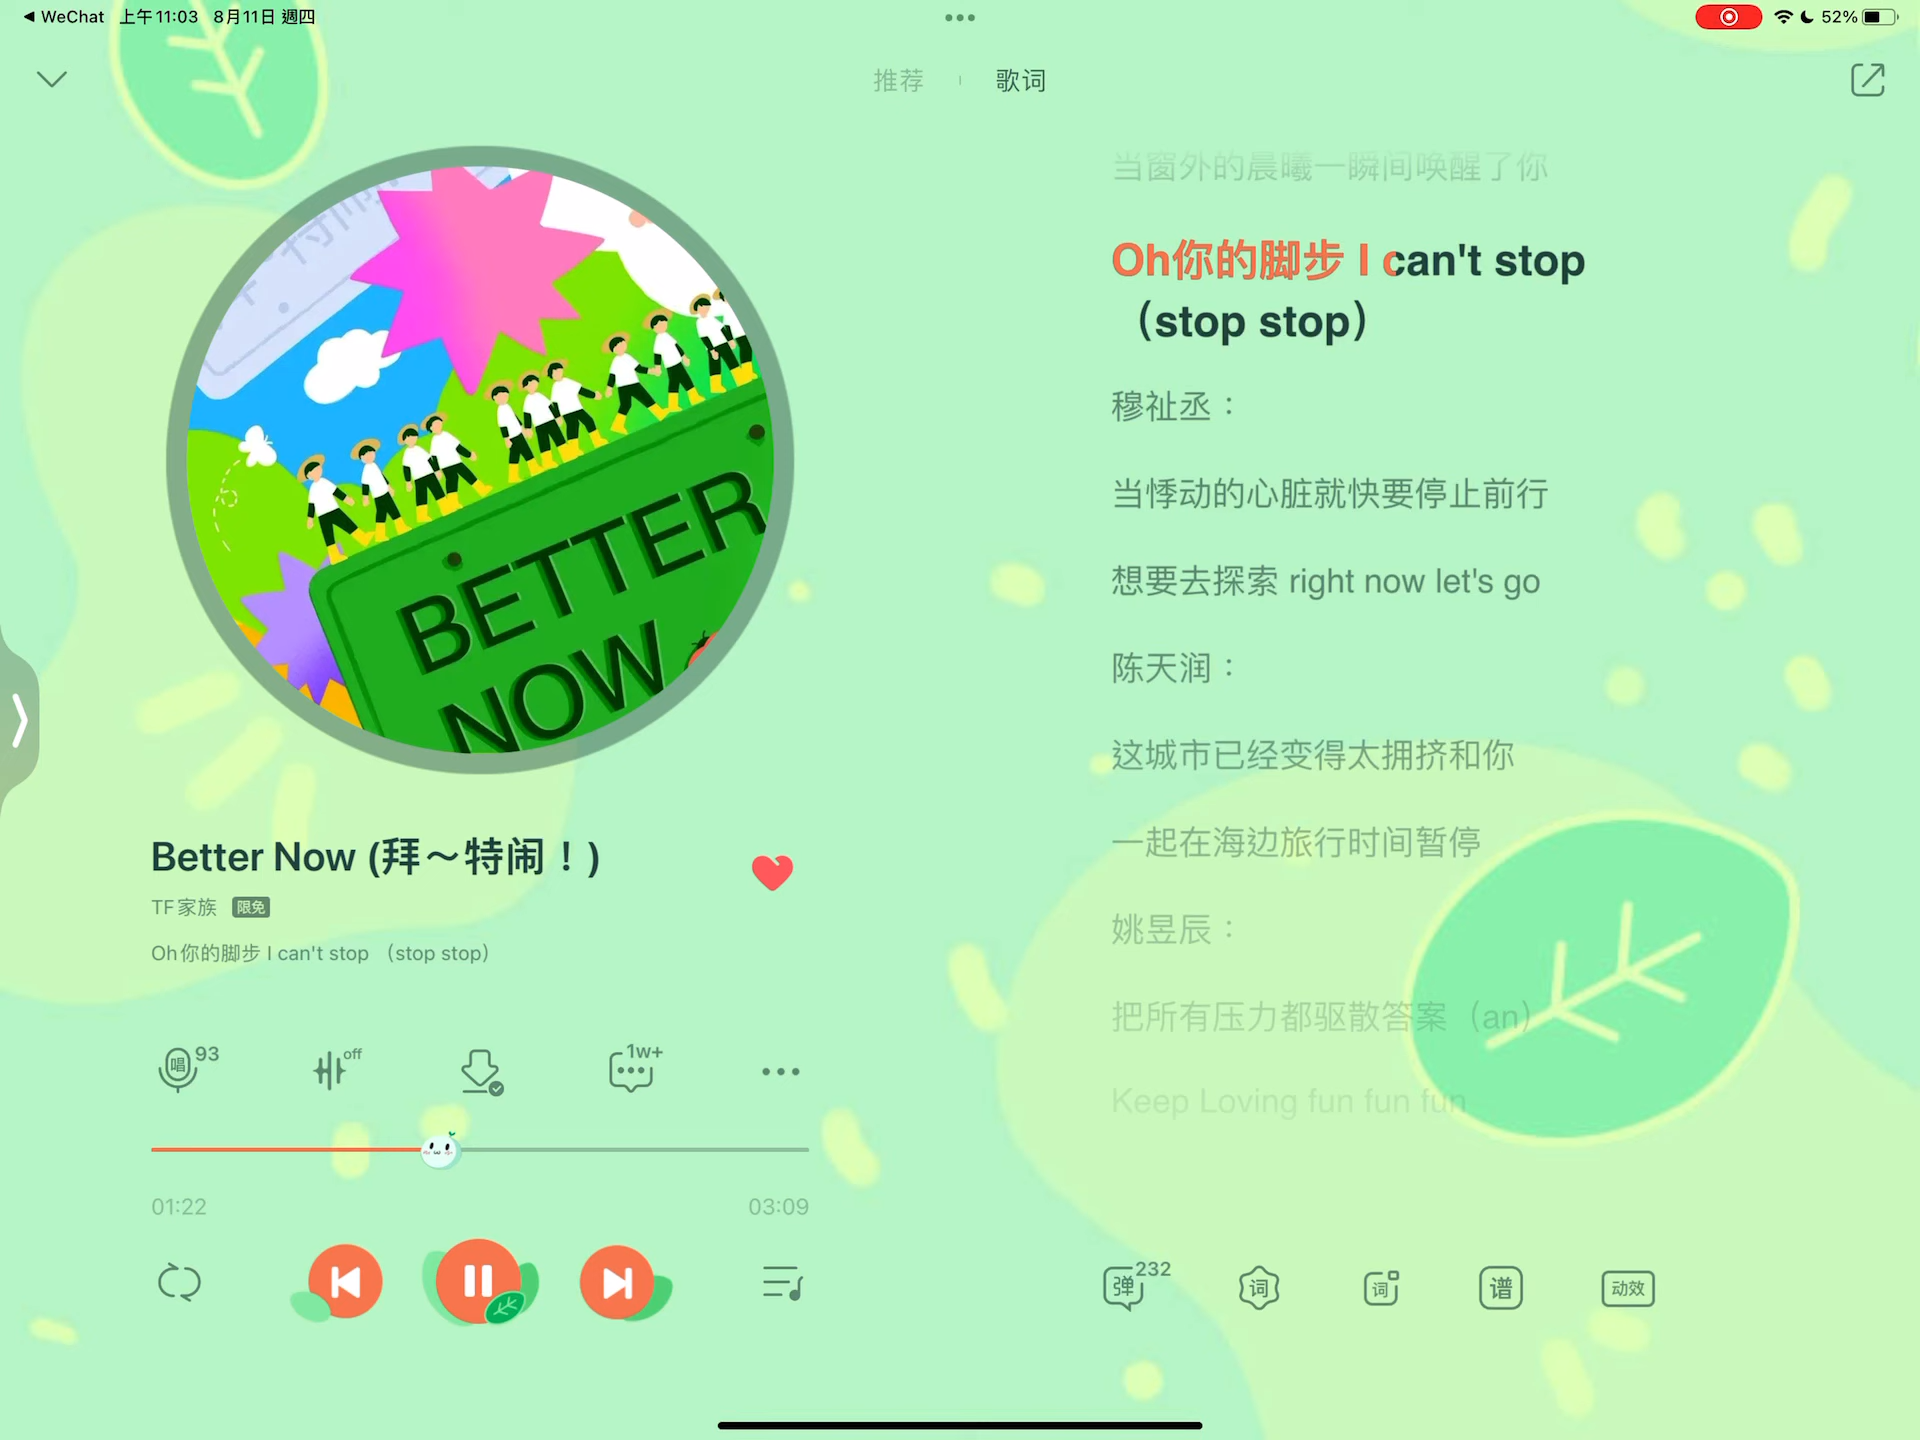 WeChat 上午11:03 8月11日 週四
52%
推荐
歌词
BETTER
NOW
Better Now (拜～特闹！)
TF家族 限免
Oh你的脚步 I can't stop （stop stop）
唱 93
off
1w+
01:22
03:09
当窗外的晨曦一瞬间唤醒了你
Oh你的脚步 I can't stop
（stop stop）
穆祉丞：
当悸动的心脏就快要停止前行
想要去探索 right now let's go
陈天润：
这城市已经变得太拥挤和你
一起在海边旅行时间暂停
姚昱辰：
把所有压力都驱散答案（an）
Keep Loving fun fun fun
弹 232
词
词
谱
动效